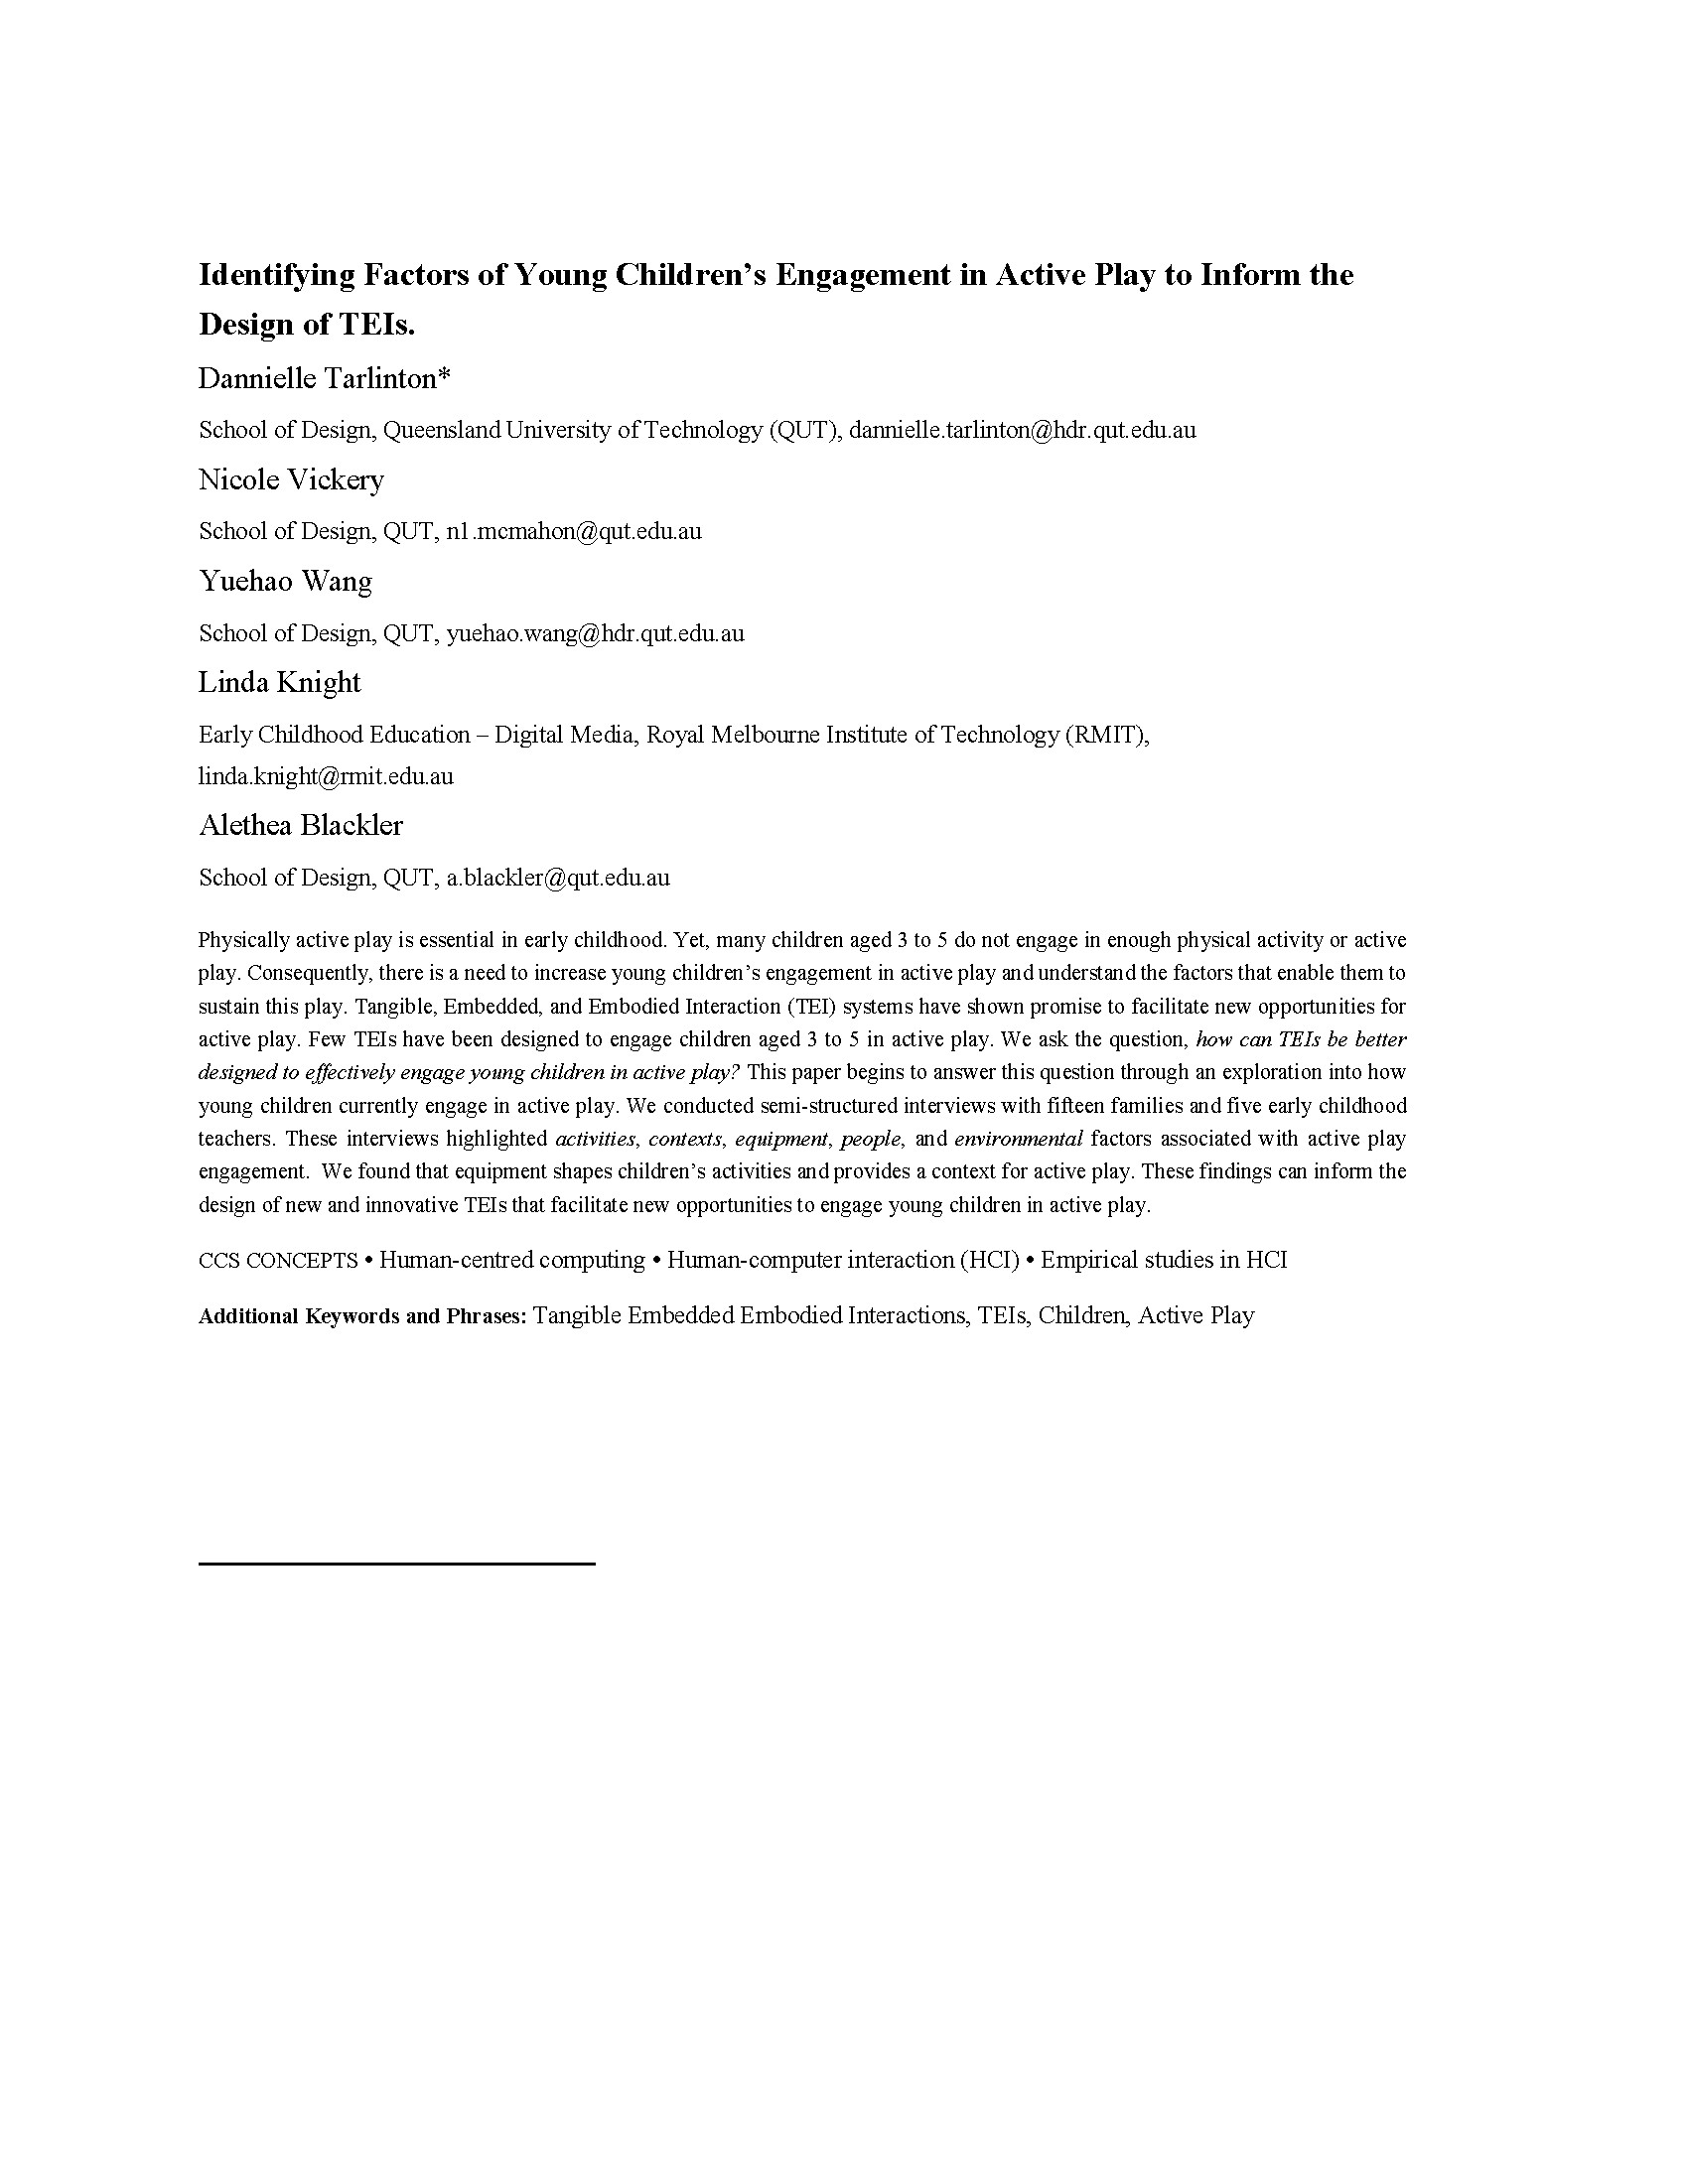 Identifying Factors of Young Children’s Engagement in Active Play to Inform the
Design of TEIs.
Dannielle Tarlinton*
School of Design, Queensland University of Technology (QUT), dannielle.tarlinton@hdr.qut.edu.au
Nicole Vickery
School of Design, QUT, n1.mcmahon@qut.edu.au
Yuehao Wang
School of Design, QUT, yuehao.wang@hdr.qut.edu.au
Linda Knight
Early Childhood Education – Digital Media, Royal Melbourne Institute of Technology (RMIT),
linda.knight@rmit.edu.au
Alethea Blackler
School of Design, QUT, a.blackler@qut.edu.au
Physically active play is essential in early childhood. Yet, many children aged 3 to 5 do not engage in enough physical activity or active
play. Consequently, there is a need to increase young children’s engagement in active play and understand the factors that enable them to
sustain this play. Tangible, Embedded, and Embodied Interaction (TEI) systems have shown promise to facilitate new opportunities for
active play. Few TEIs have been designed to engage children aged 3 to 5 in active play. We ask the question, how can TEIs be better
designed to effectively engage young children in active play? This paper begins to answer this question through an exploration into how
young children currently engage in active play. We conducted semi-structured interviews with fifteen families and five early childhood
teachers. These interviews highlighted activities, contexts, equipment, people, and environmental factors associated with active play
engagement.  We found that equipment shapes children’s activities and provides a context for active play. These findings can inform the
design of new and innovative TEIs that facilitate new opportunities to engage young children in active play.
CCS CONCEPTS • Human-centred computing • Human-computer interaction (HCI) • Empirical studies in HCI
Additional Keywords and Phrases: Tangible Embedded Embodied Interactions, TEIs, Children, Active Play